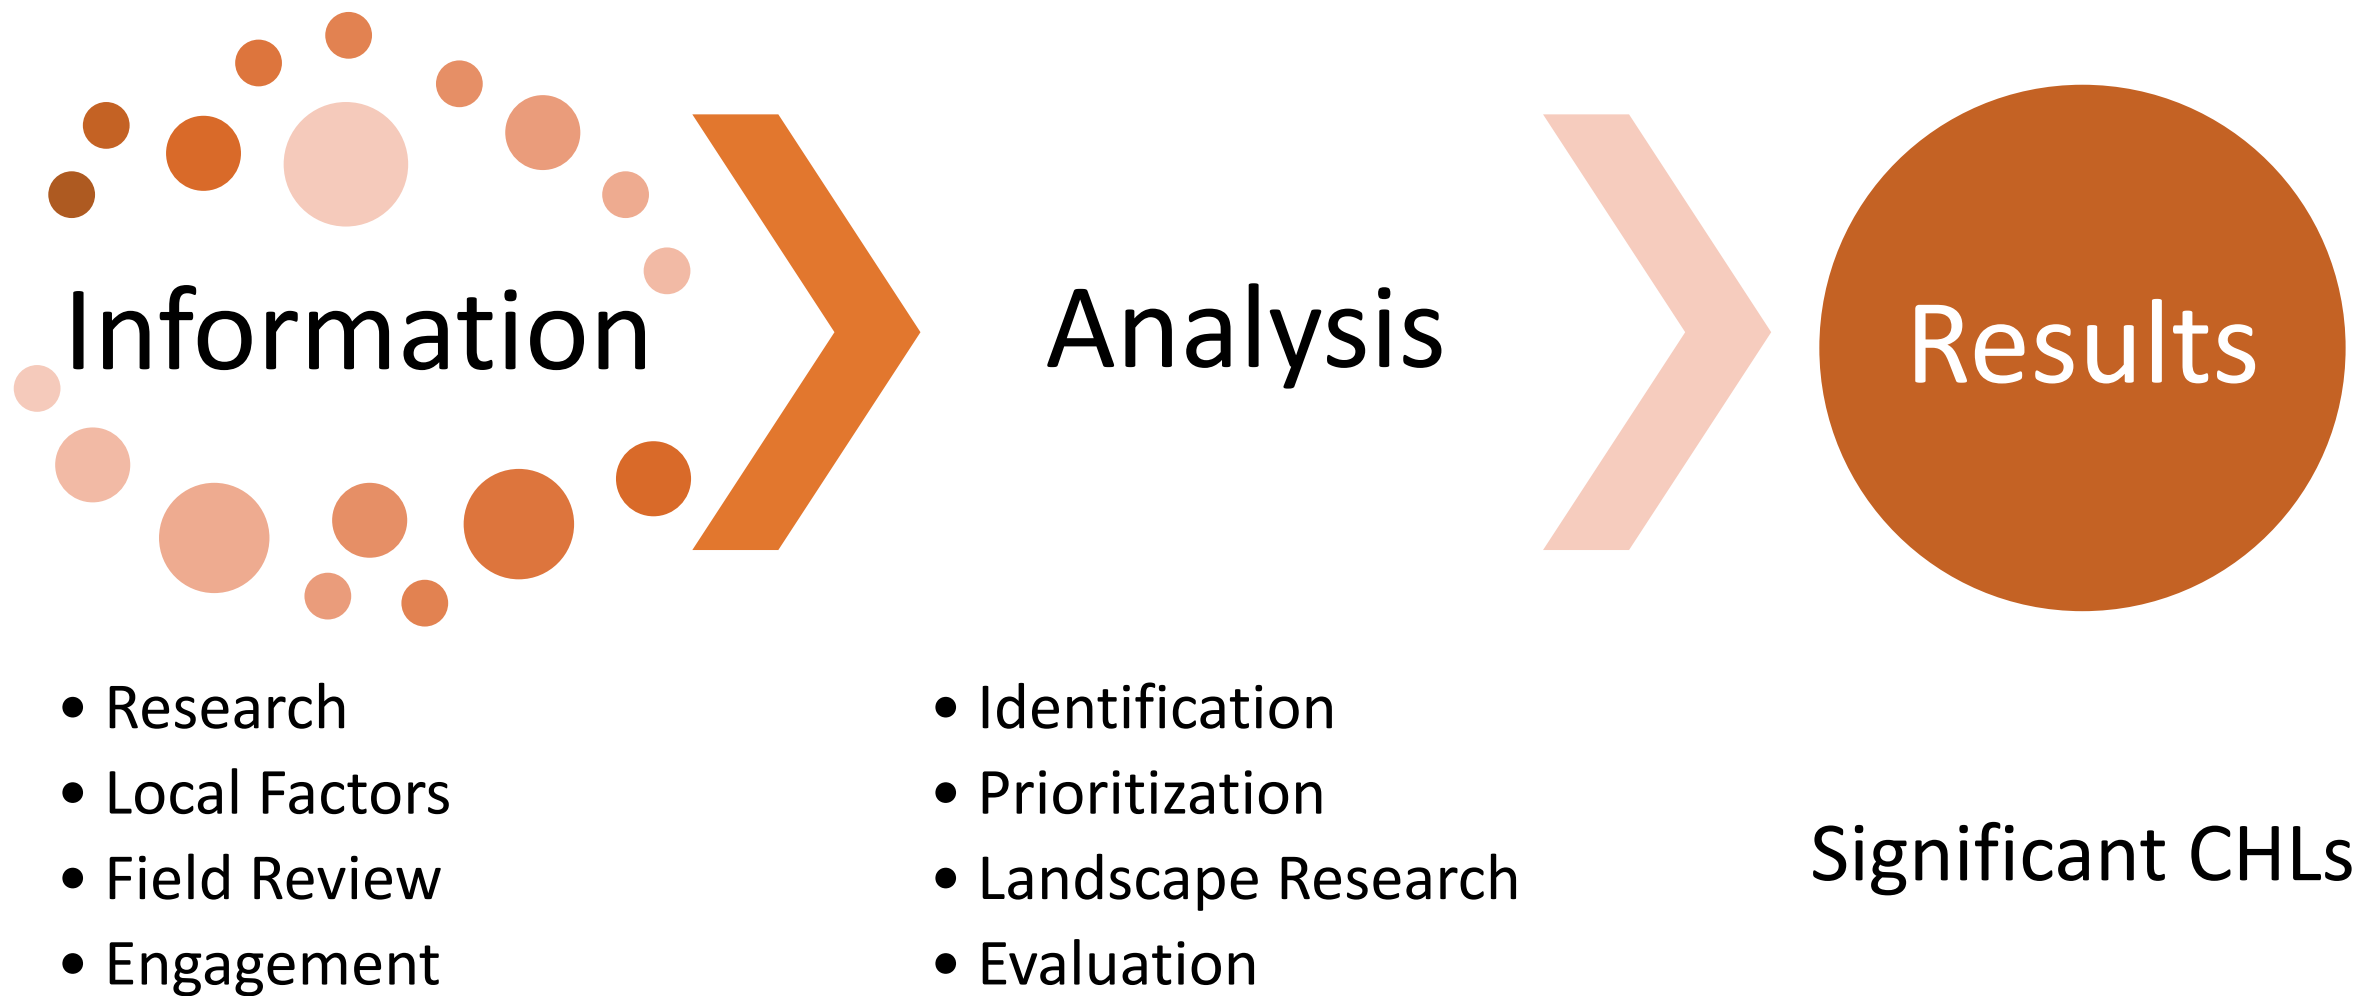 Information
Analysis
Results
• Research
• Local Factors
• Field Review
• Engagement
• Identification
• Prioritization
• Landscape Research
• Evaluation
Significant CHLs